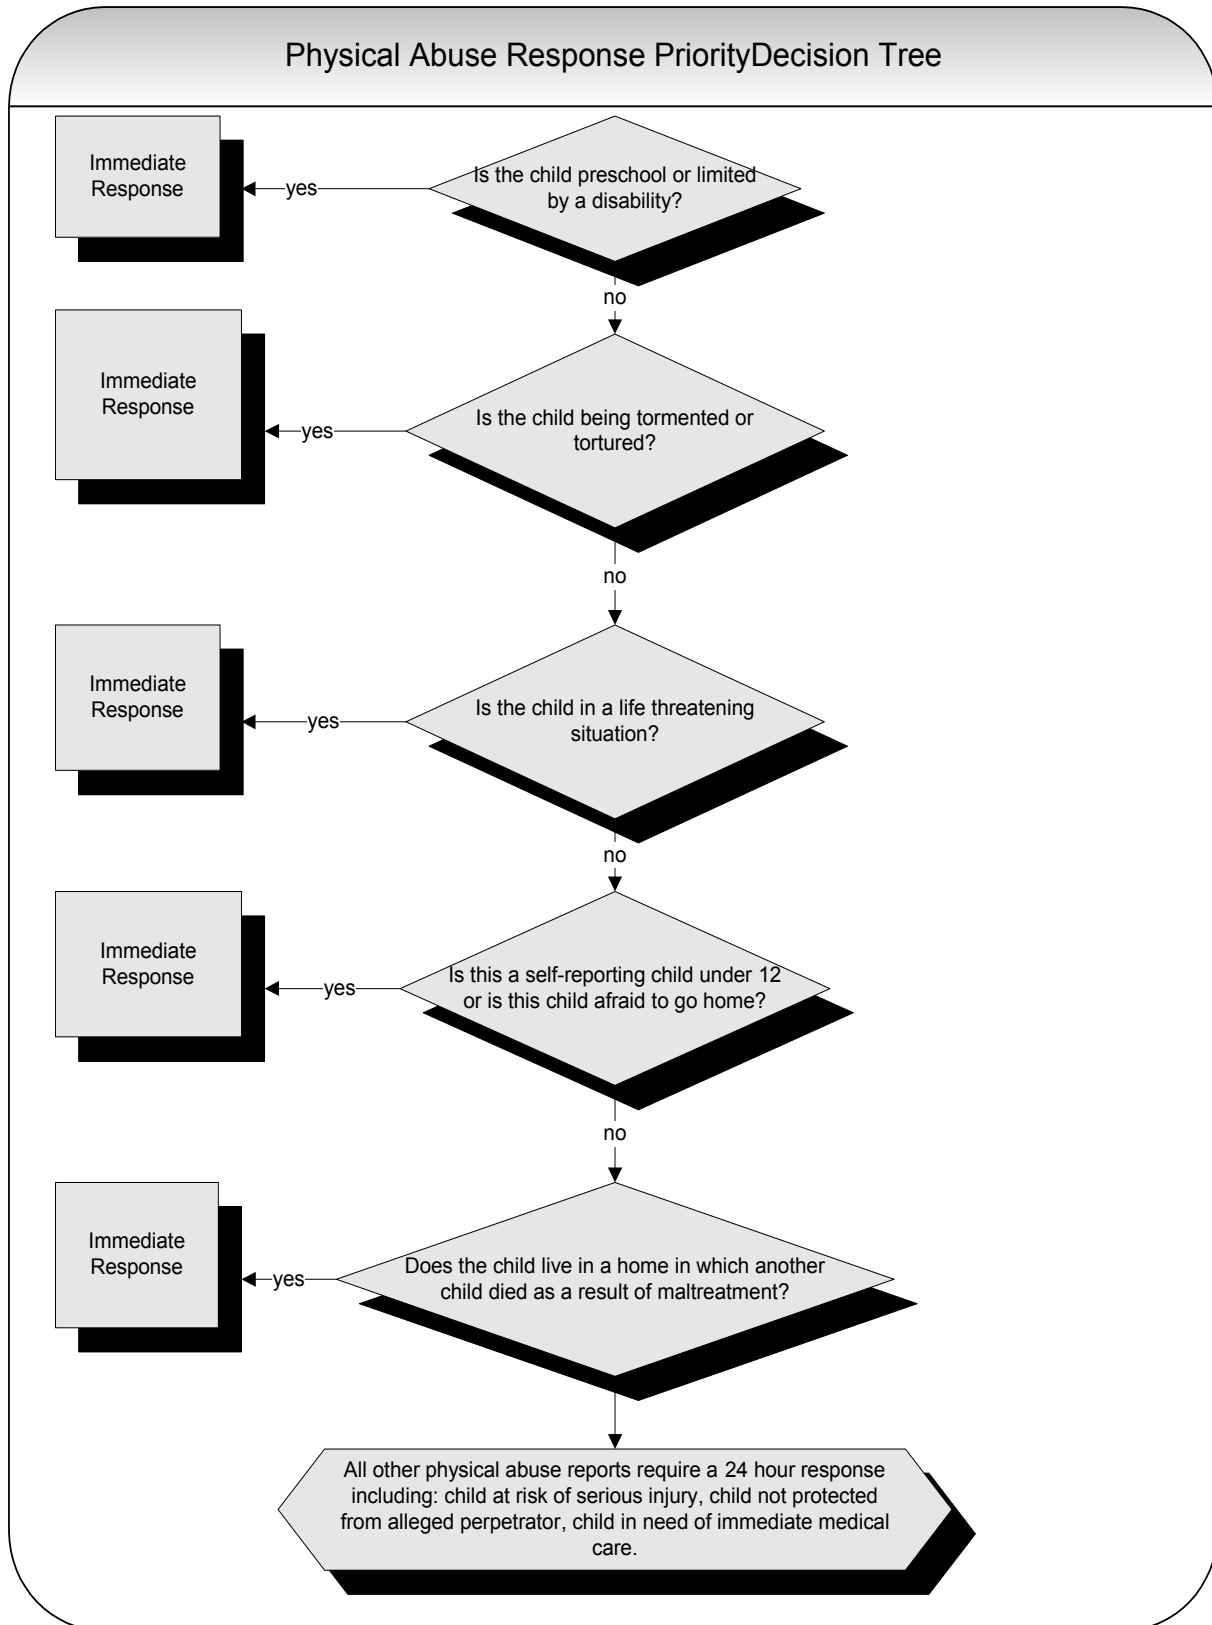 Physical Abuse Response PriorityDecision Tree
Immediate
Response
yes
Is the child preschool or limited
by a disability?
no
Immediate
Response
yes
Is the child being tormented or
tortured?
no
Immediate
Response
yes
Is the child in a life threatening
situation?
no
Immediate
Response
yes
Is this a self-reporting child under 12
or is this child afraid to go home?
no
Immediate
Response
yes
Does the child live in a home in which another
child died as a result of maltreatment?
All other physical abuse reports require a 24 hour response
including: child at risk of serious injury, child not protected
from alleged perpetrator, child in need of immediate medical
care.